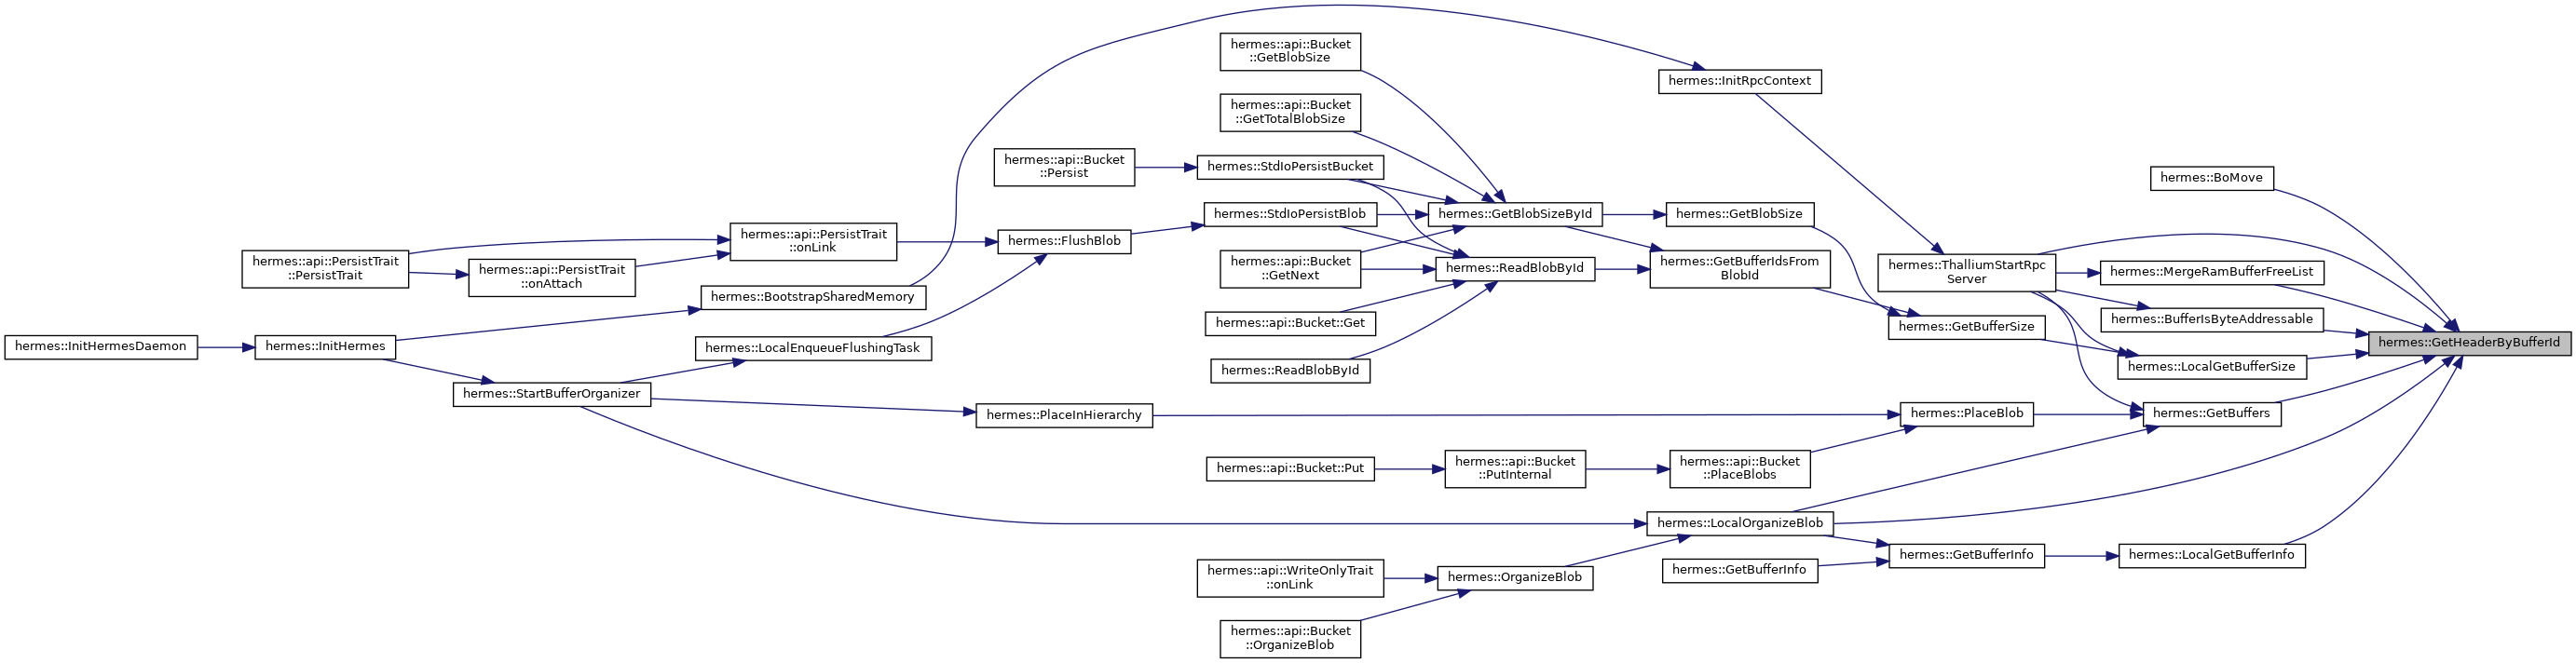 hermes::api::Bucket
::GetBlobSize
hermes::InitRpcContext
hermes::api::Bucket
::GetTotalBlobSize
hermes::api::Bucket
::Persist
hermes::StdIoPersistBucket
hermes::BoMove
hermes::StdIoPersistBlob
hermes::GetBlobSizeById
hermes::GetBlobSize
hermes::api::PersistTrait
::onLink
hermes::FlushBlob
hermes::api::PersistTrait
::PersistTrait
hermes::api::PersistTrait
::onAttach
hermes::api::Bucket
::GetNext
hermes::ReadBlobById
hermes::GetBufferIdsFrom
BlobId
hermes::ThalliumStartRpc
Server
hermes::MergeRamBufferFreeList
hermes::BootstrapSharedMemory
hermes::api::Bucket::Get
hermes::GetBufferSize
hermes::BufferIsByteAddressable
hermes::InitHermesDaemon
hermes::InitHermes
hermes::LocalEnqueueFlushingTask
hermes::GetHeaderByBufferId
hermes::ReadBlobById
hermes::LocalGetBufferSize
hermes::StartBufferOrganizer
hermes::PlaceInHierarchy
hermes::PlaceBlob
hermes::GetBuffers
hermes::api::Bucket::Put
hermes::api::Bucket
::PutInternal
hermes::api::Bucket
::PlaceBlobs
hermes::LocalOrganizeBlob
hermes::GetBufferInfo
hermes::LocalGetBufferInfo
hermes::api::WriteOnlyTrait
::onLink
hermes::OrganizeBlob
hermes::GetBufferInfo
hermes::api::Bucket
::OrganizeBlob